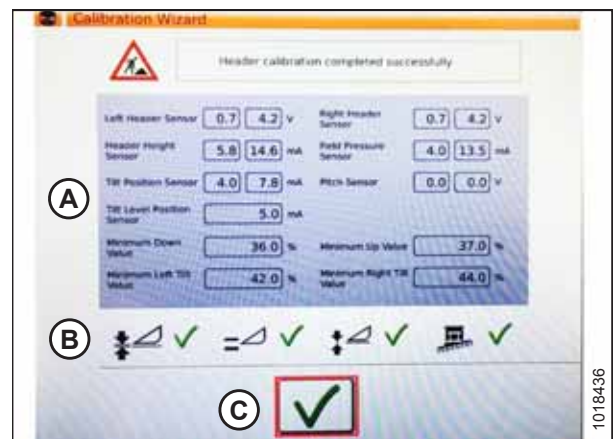 Calibration Wizard
Header calibration completed successfully
Left Header Sensor 0.7 4.2 v Right Header Sensor 0.7 4.2 v
Header Height Sensor 5.8 14.6 mA Field Pressure Sensor 4.0 13.5 mA
Tilt Position Sensor 4.0 7.8 mA Pitch Sensor 0.0 0.0 v
Tilt Level Position Sensor 5.0 mA
Minimum Down Value 36.0 % Minimum Up Value 37.0 %
Minimum Left Tilt Value 42.0 % Minimum Right Tilt Value 44.0 %
A
B
C
1018436